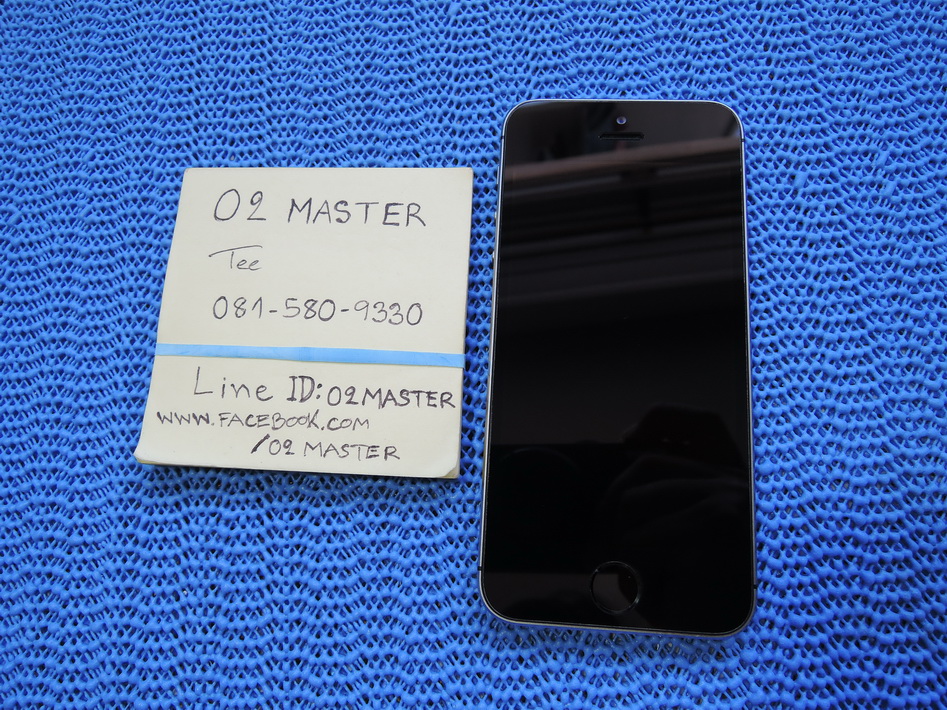 O2 MASTER
Tee
081-580-9330
Line ID: O2MASTER
WWW.FACEBOOK.COM
/O2 MASTER